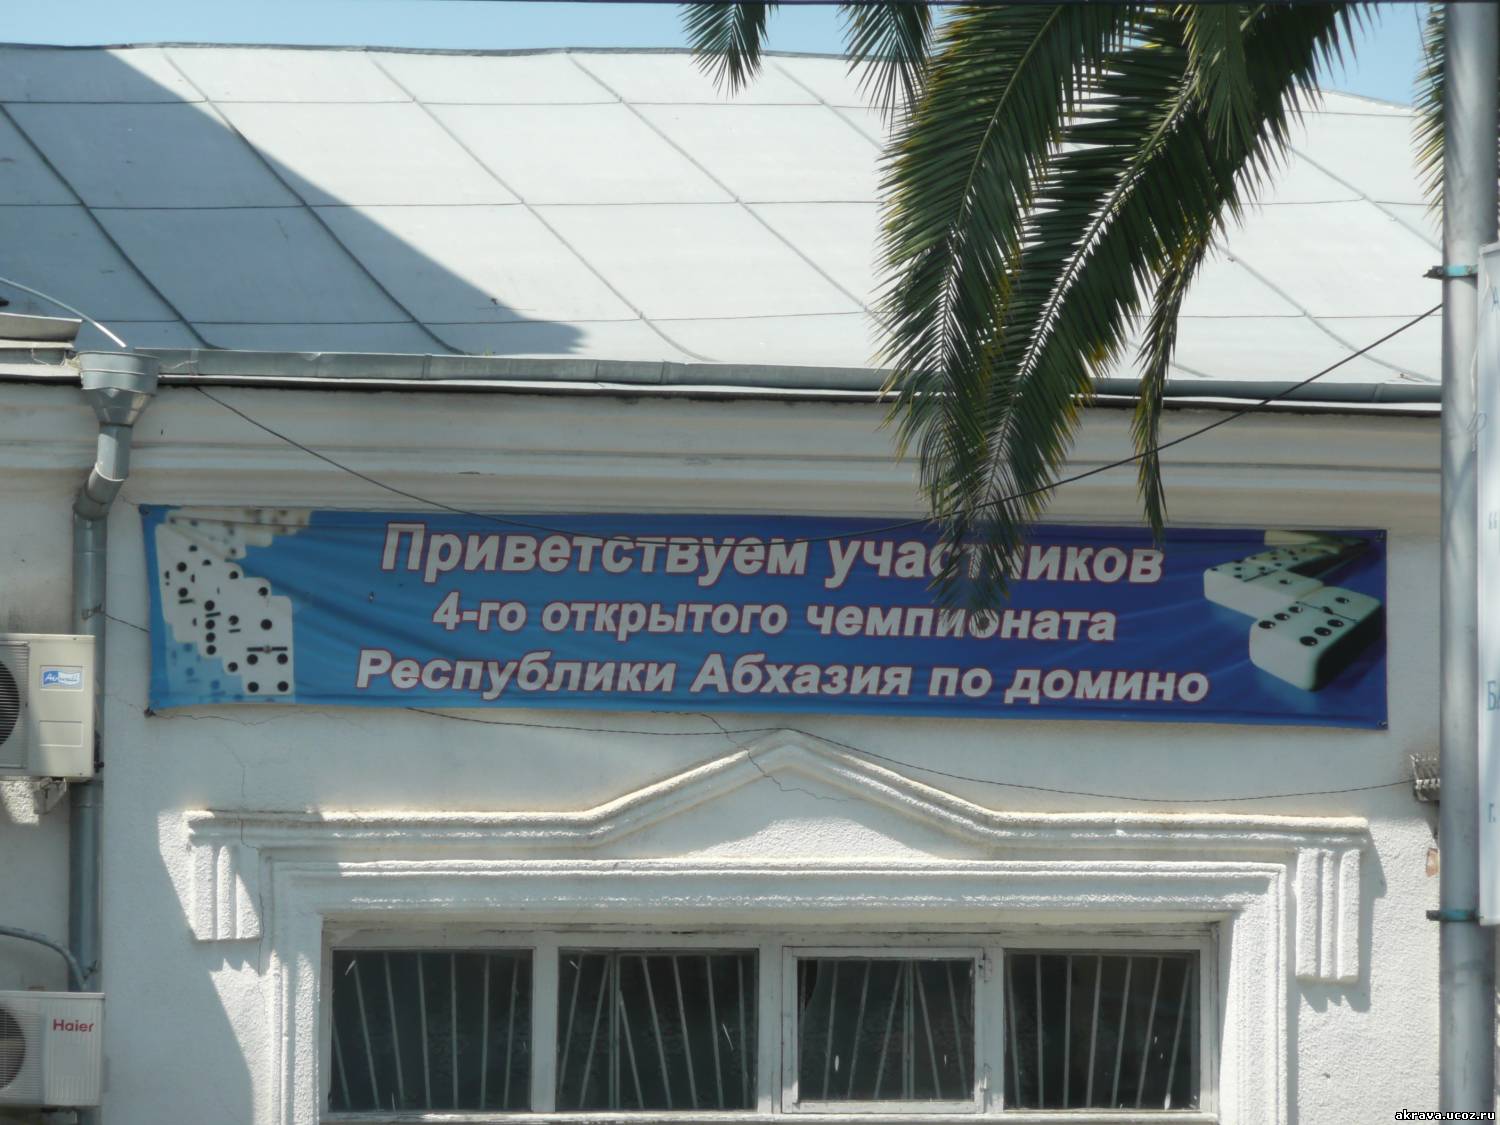 Приветствуем участников
4-го открытого чемпионата
Республики Абхазия по домино
Haier
akrava.ucoz.ru